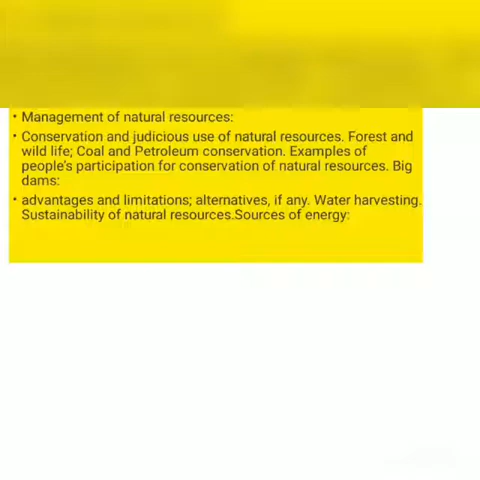 • Management of natural resources:
• Conservation and judicious use of natural resources. Forest and
wild life; Coal and Petroleum conservation. Examples of
people's participation for conservation of natural resources. Big
dams:
• advantages and limitations; alternatives, if any. Water harvesting.
Sustainability of natural resources.Sources of energy: